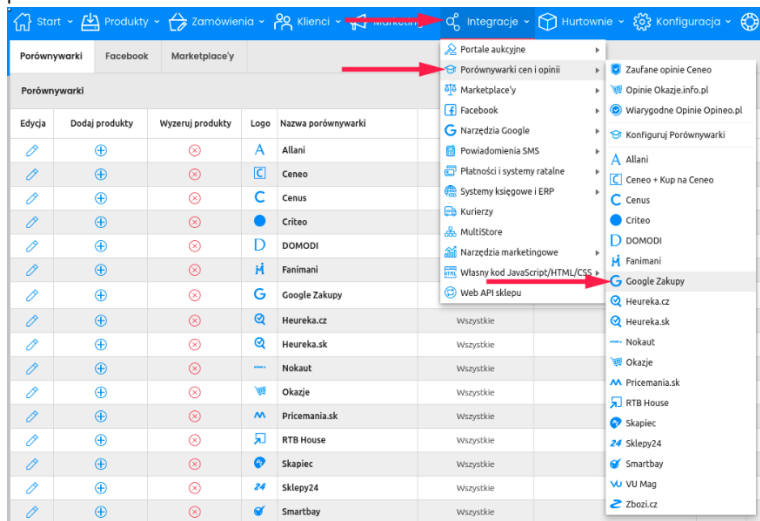 Start Produkty Zamówienia Klienci Marketing Integracje Hurtownie Konfiguracja
Porównywarki Facebook Marketplace'y
Porównywarki
Edycja Dodaj produkty Wyzeruj produkty Logo Nazwa porównywarki
Allani
Ceneo
Cenus
Criteo
DOMODI
Fanimani
Google Zakupy
Heureka.cz Wszystkie
Heureka.sk Wszystkie
Nokaut Wszystkie
Okazje Wszystkie
Pricemania.sk Wszystkie
RTB House Wszystkie
Skapiec Wszystkie
24 Sklepy24 Wszystkie
Smartbay Wszystkie
Portale aukcyjne
Porównywarki cen i opinii
Marketplace'y
Facebook
Narzędzia Google
Powiadomienia SMS
Płatności i systemy ratalne
Systemy księgowe i ERP
Kurierzy
MultiStore
Narzędzia marketingowe
Własny kod JavaScript/HTML/CSS
Web API sklepu
Zaufane opinie Ceneo
Opinie Okazje.info.pl
Wiarygodne Opinie Opineo.pl
Konfiguruj Porównywarki
Allani
Ceneo + Kup na Ceneo
Cenus
Criteo
DOMODI
Fanimani
Google Zakupy
Heureka.cz
Heureka.sk
Nokaut
Okazje
Pricemania.sk
RTB House
Skapiec
24 Sklepy24
Smartbay
VU Mag
Zbozi.cz